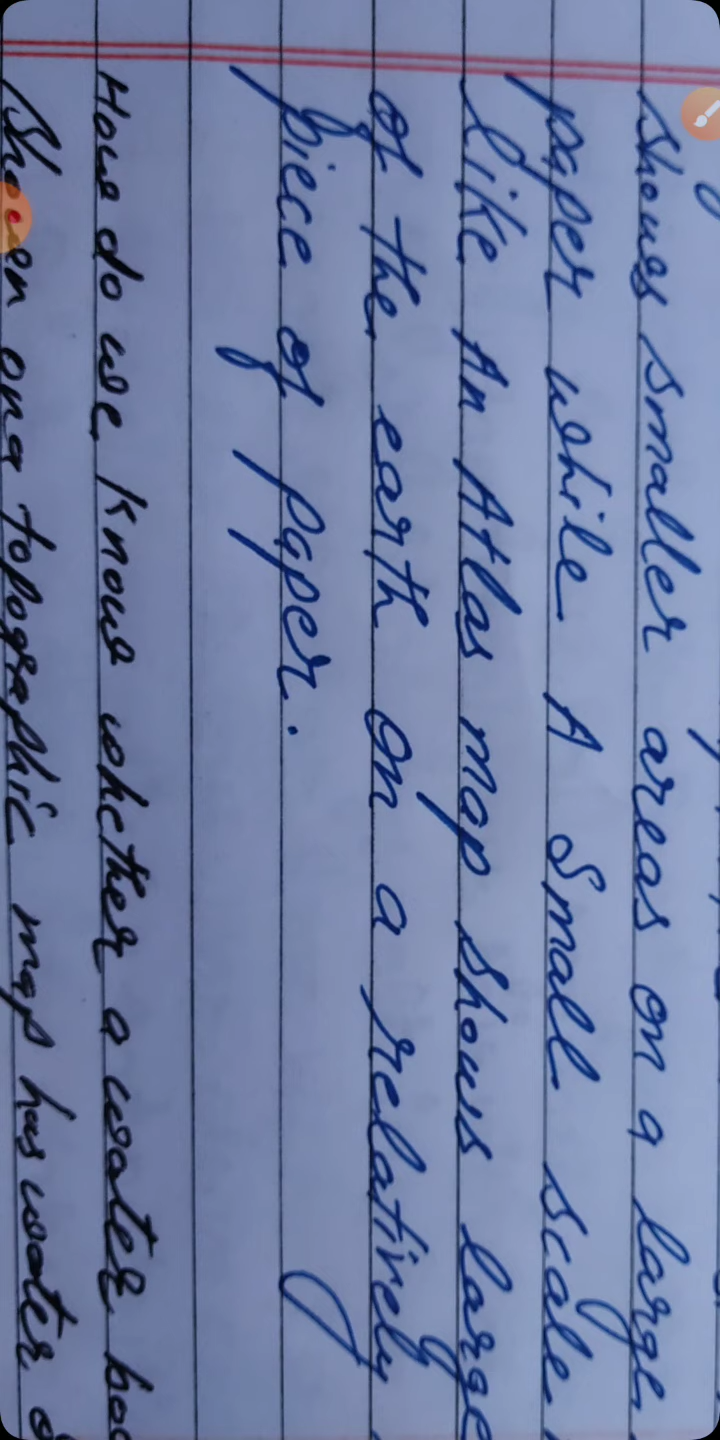 shows smaller areas on a large
paper while A Small scale
like An Atlas map shows large
of the earth on a relatively
piece of paper.
How do we know whether a water
on a topographic map has water